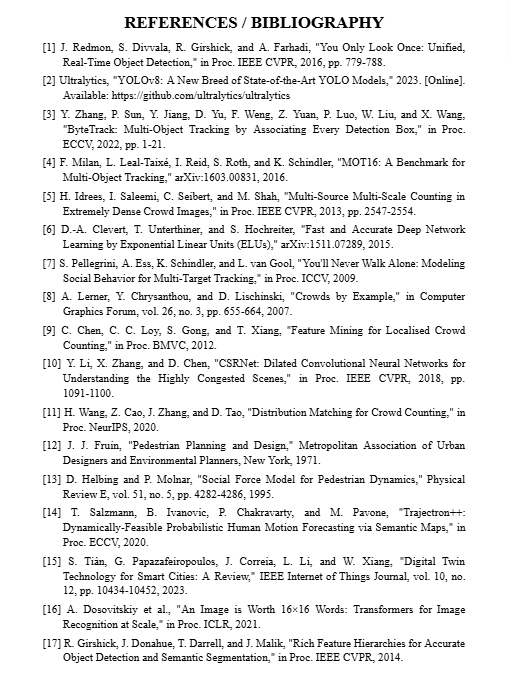 REFERENCES / BIBLIOGRAPHY
[1] J. Redmon, S. Divvala, R. Girshick, and A. Farhadi, "You Only Look Once: Unified,
Real-Time Object Detection," in Proc. IEEE CVPR, 2016, pp. 779-788.
[2] Ultralytics, "YOLOv8: A New Breed of State-of-the-Art YOLO Models," 2023. [Online].
Available: https://github.com/ultralytics/ultralytics
[3] Y. Zhang, P. Sun, Y. Jiang, D. Yu, F. Weng, Z. Yuan, P. Luo, W. Liu, and X. Wang,
"ByteTrack: Multi-Object Tracking by Associating Every Detection Box," in Proc.
ECCV, 2022, pp. 1-21.
[4] F. Milan, L. Leal-Taixé, I. Reid, S. Roth, and K. Schindler, "MOT16: A Benchmark for
Multi-Object Tracking," arXiv:1603.00831, 2016.
[5] H. Idrees, I. Saleemi, C. Seibert, and M. Shah, "Multi-Source Multi-Scale Counting in
Extremely Dense Crowd Images," in Proc. IEEE CVPR, 2013, pp. 2547-2554.
[6] D.-A. Clevert, T. Unterthiner, and S. Hochreiter, "Fast and Accurate Deep Network
Learning by Exponential Linear Units (ELUs)," arXiv:1511.07289, 2015.
[7] S. Pellegrini, A. Ess, K. Schindler, and L. van Gool, "You'll Never Walk Alone: Modeling
Social Behavior for Multi-Target Tracking," in Proc. ICCV, 2009.
[8] A. Lerner, Y. Chrysanthou, and D. Lischinski, "Crowds by Example," in Computer
Graphics Forum, vol. 26, no. 3, pp. 655-664, 2007.
[9] C. Chen, C. C. Loy, S. Gong, and T. Xiang, "Feature Mining for Localised Crowd
Counting," in Proc. BMVC, 2012.
[10] Y. Li, X. Zhang, and D. Chen, "CSRNet: Dilated Convolutional Neural Networks for
Understanding the Highly Congested Scenes," in Proc. IEEE CVPR, 2018, pp.
1091-1100.
[11] H. Wang, Z. Cao, J. Zhang, and D. Tao, "Distribution Matching for Crowd Counting," in
Proc. NeurIPS, 2020.
[12] J. J. Fruin, "Pedestrian Planning and Design," Metropolitan Association of Urban
Designers and Environmental Planners, New York, 1971.
[13] D. Helbing and P. Molnar, "Social Force Model for Pedestrian Dynamics," Physical
Review E, vol. 51, no. 5, pp. 4282-4286, 1995.
[14] T. Salzmann, B. Ivanovic, P. Chakravarty, and M. Pavone, "Trajectron++:
Dynamically-Feasible Probabilistic Human Motion Forecasting via Semantic Maps," in
Proc. ECCV, 2020.
[15] S. Tiàn, G. Papazafeiropoulos, J. Correia, L. Li, and W. Xiang, "Digital Twin
Technology for Smart Cities: A Review," IEEE Internet of Things Journal, vol. 10, no.
12, pp. 10434-10452, 2023.
[16] A. Dosovitskiy et al., "An Image is Worth 16×16 Words: Transformers for Image
Recognition at Scale," in Proc. ICLR, 2021.
[17] R. Girshick, J. Donahue, T. Darrell, and J. Malik, "Rich Feature Hierarchies for Accurate
Object Detection and Semantic Segmentation," in Proc. IEEE CVPR, 2014.